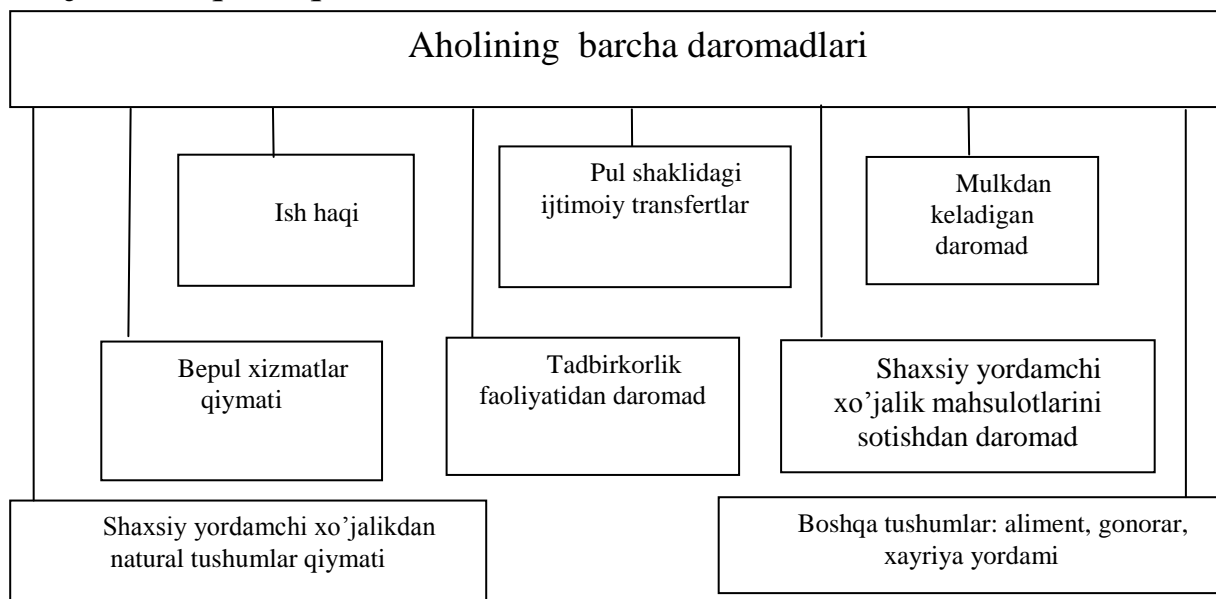 Aholining barcha daromadlari
Ish haqi
Pul shaklidagi
ijtimoiy transfertlar
Mulkdan
keladigan
daromad
Bepul xizmatlar
qiymati
Tadbirkorlik
faoliyatidan daromad
Shaxsiy yordamchi
xo’jalik mahsulotlarini
sotishdan daromad
Shaxsiy yordamchi xo’jalikdan
natural tushumlar qiymati
Boshqa tushumlar: aliment, gonorar,
xayriya yordami